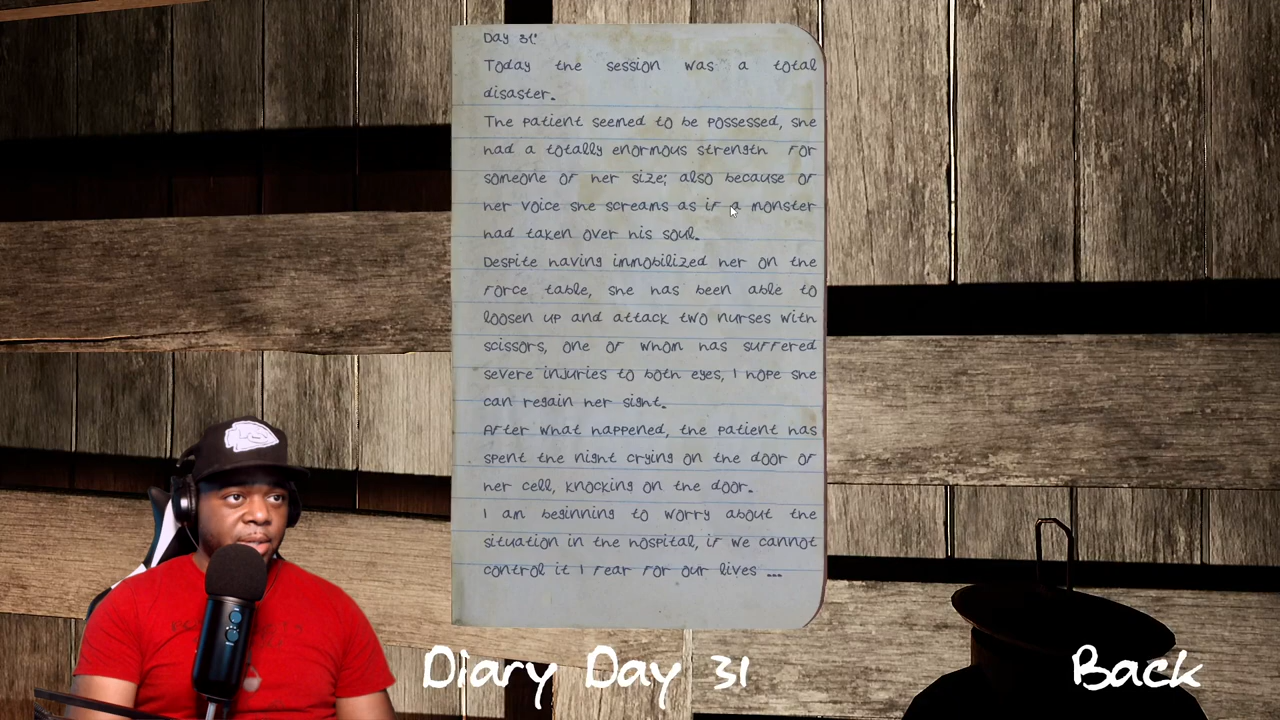 Day 31:
Today the session was a total
disaster.
The patient seemed to be possessed, she
had a totally enormous strength for
someone of her size; also because of
her voice she screams as if a monster
had taken over his soul.
Despite having immobilized her on the
force table, she has been able to
loosen up and attack two nurses with
scissors, one of whom has suffered
severe injuries to both eyes, I hope she
can regain her sight.
After what happened, the patient has
spent the night crying on the door of
her cell, knocking on the door.
I am beginning to worry about the
situation in the hospital, if we cannot
control it I fear for our lives ...
Diary Day 31
Back